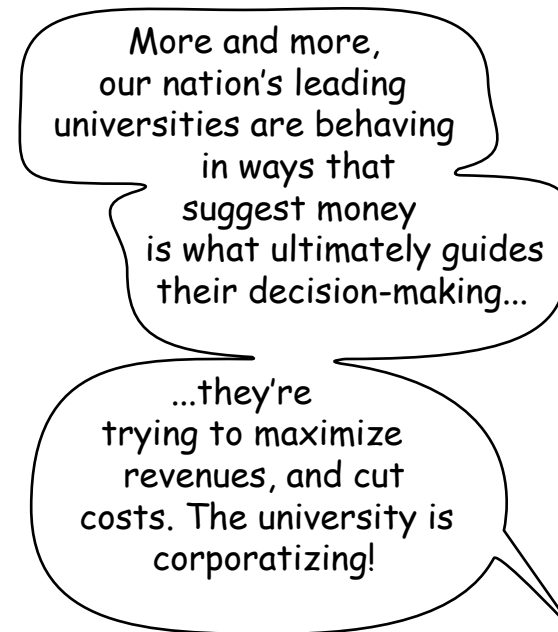 More and more,
our nation's leading
universities are behaving
in ways that
suggest money
is what ultimately guides
their decision-making...
...they're
trying to maximize
revenues, and cut
costs. The university is
corporatizing!